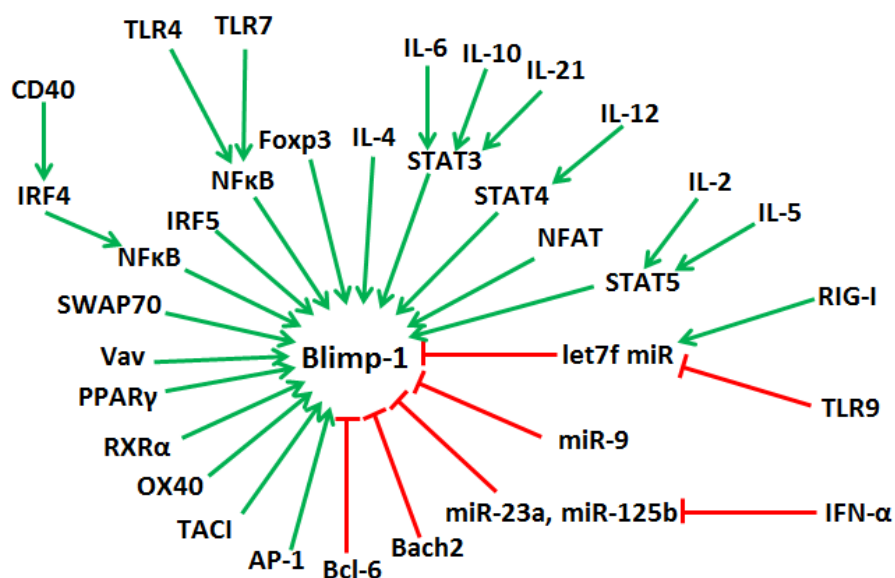 TLR4
TLR7
IL-6
IL-10
IL-21
CD40
Foxp3
IL-4
IL-12
STAT3
NFκB
IRF4
STAT4
IL-2
IL-5
IRF5
NFAT
NFκB
STAT5
SWAP70
RIG-I
Vav
Blimp-1
let7f miR
PPARγ
TLR9
RXRα
miR-9
OX40
TACI
miR-23a, miR-125b
IFN-α
AP-1
Bcl-6
Bach2